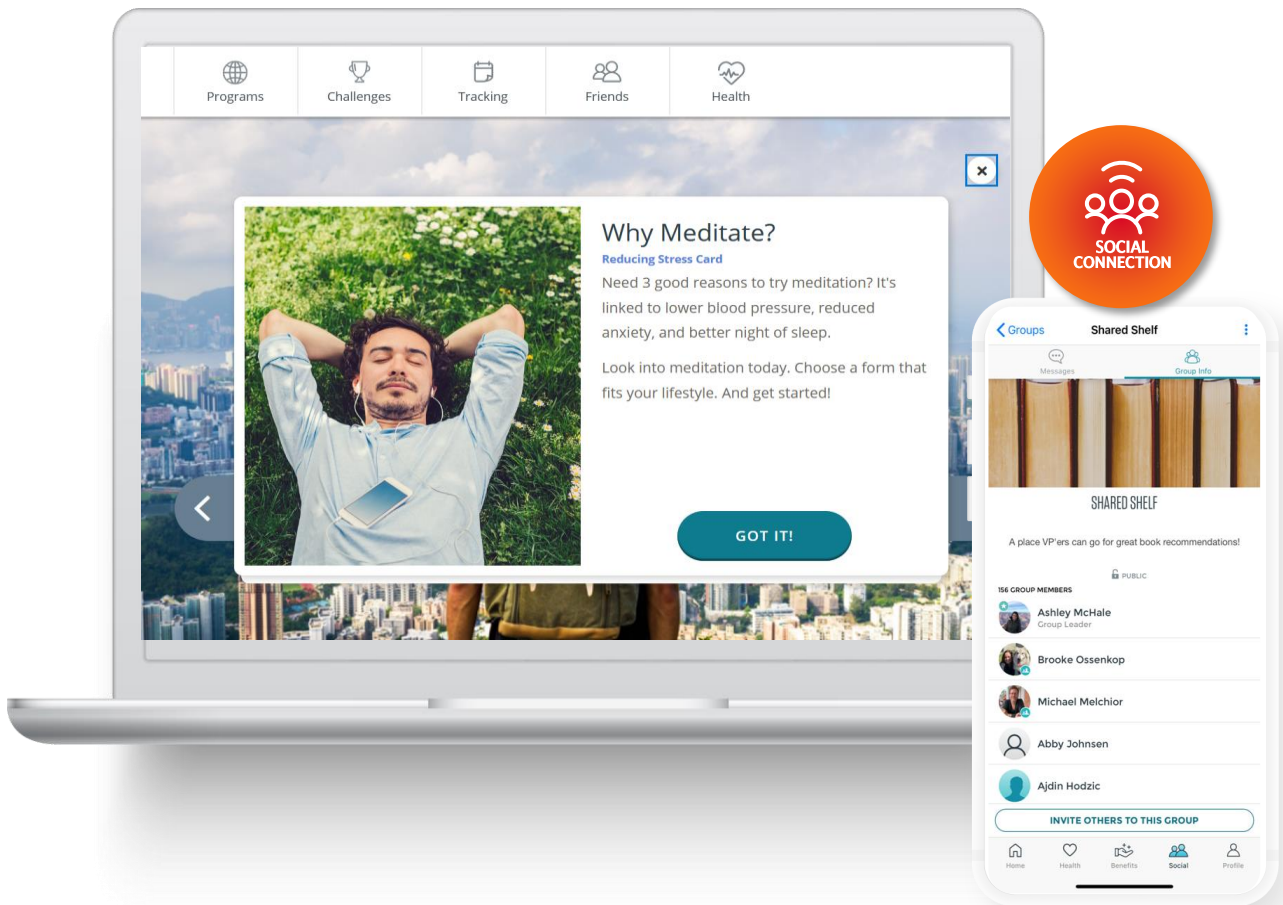 Programs
Challenges
Tracking
Friends
Health
Why Meditate?
Reducing Stress Card
Need 3 good reasons to try meditation? It's
linked to lower blood pressure, reduced
anxiety, and better night of sleep.
Look into meditation today. Choose a form that
fits your lifestyle. And get started!
GOT IT!
SOCIAL
CONNECTION
Groups
Shared Shelf
Messages
Group Info
SHARED SHELF
A place VP'ers can go for great book recommendations!
PUBLIC
156 GROUP MEMBERS
Ashley McHale
Group Leader
Brooke Ossenkop
Michael Melchior
Abby Johnsen
Ajdin Hodzic
INVITE OTHERS TO THIS GROUP
Home
Health
Benefits
Social
Profile